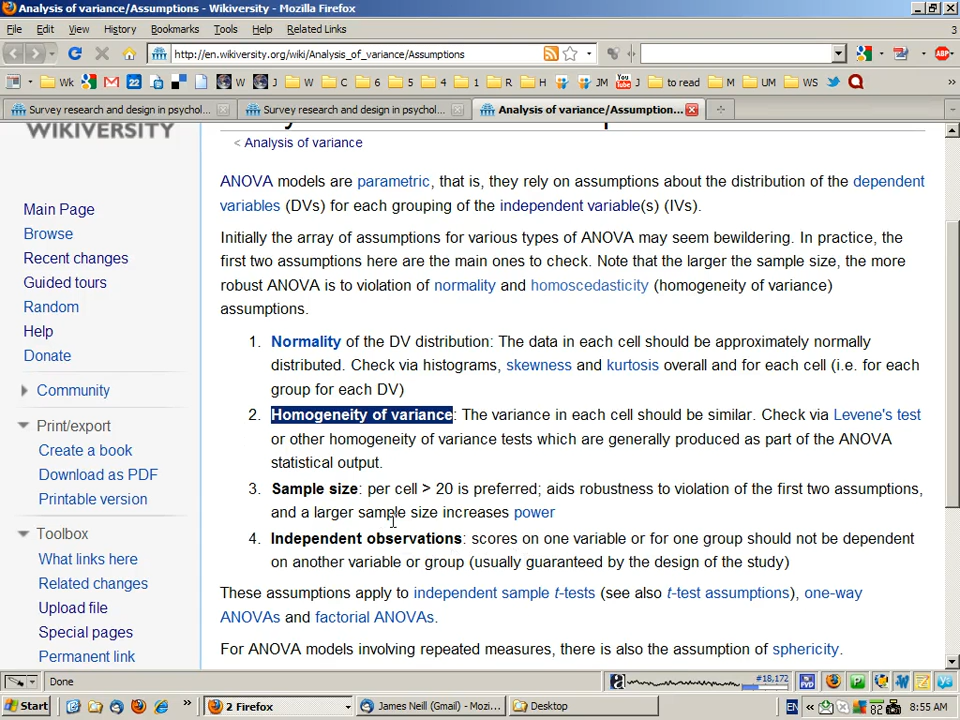 Analysis of variance/Assumptions - Wikiversity - Mozilla Firefox
File Edit View History Bookmarks Tools Help Related Links
http://en.wikiversity.org/wiki/Analysis_of_variance/Assumptions
Wk 22 W J W C 6 5 4 1 R H JM to read M UM WS
Survey research and design in psychol... Survey research and design in psychol... Analysis of variance/Assumption...
WIKIVERSITY
< Analysis of variance
ANOVA models are parametric, that is, they rely on assumptions about the distribution of the dependent
variables (DVs) for each grouping of the independent variable(s) (IVs).
Initially the array of assumptions for various types of ANOVA may seem bewildering. In practice, the
first two assumptions here are the main ones to check. Note that the larger the sample size, the more
robust ANOVA is to violation of normality and homoscedasticity (homogeneity of variance)
assumptions.
1. Normality of the DV distribution: The data in each cell should be approximately normally
distributed. Check via histograms, skewness and kurtosis overall and for each cell (i.e. for each
group for each DV)
2. Homogeneity of variance: The variance in each cell should be similar. Check via Levene's test
or other homogeneity of variance tests which are generally produced as part of the ANOVA
statistical output.
3. Sample size: per cell > 20 is preferred; aids robustness to violation of the first two assumptions,
and a larger sample size increases power
4. Independent observations: scores on one variable or for one group should not be dependent
on another variable or group (usually guaranteed by the design of the study)
These assumptions apply to independent sample t-tests (see also t-test assumptions), one-way
ANOVAs and factorial ANOVAs.
For ANOVA models involving repeated measures, there is also the assumption of sphericity.
Main Page
Browse
Recent changes
Guided tours
Random
Help
Donate
Community
Print/export
Create a book
Download as PDF
Printable version
Toolbox
What links here
Related changes
Upload file
Special pages
Permanent link
Done #18,172
Start 2 Firefox James Neill (Gmail) - Mozi... Desktop EN 82 8:55 AM